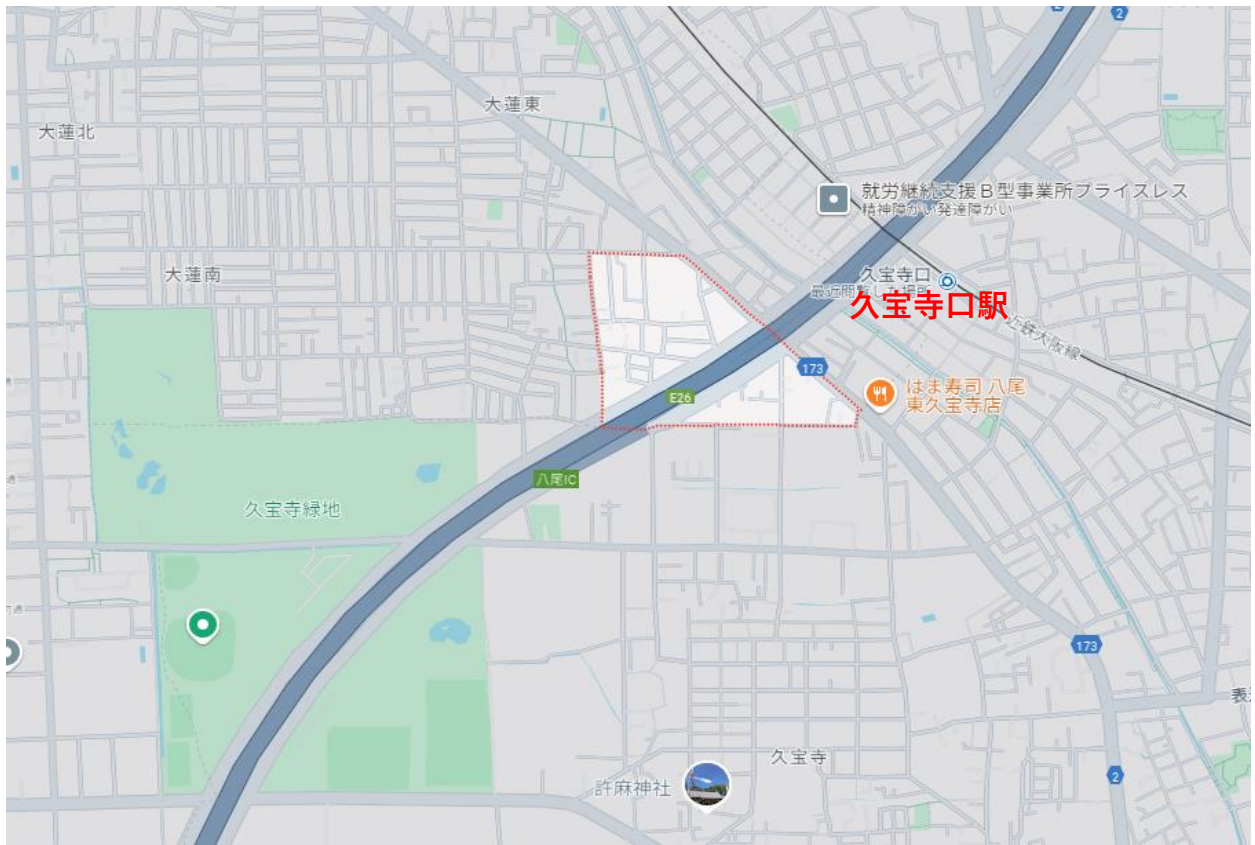 2
2
大蓮東
大蓮北
就労継続支援B型事業所プライズレス
精神障がい発達障がい
大蓮南
久宝寺口
久宝寺口駅
近鉄大阪線
173
はま寿司 八尾
東久宝寺店
E26
八尾IC
久宝寺緑地
173
久宝寺
許麻神社
2